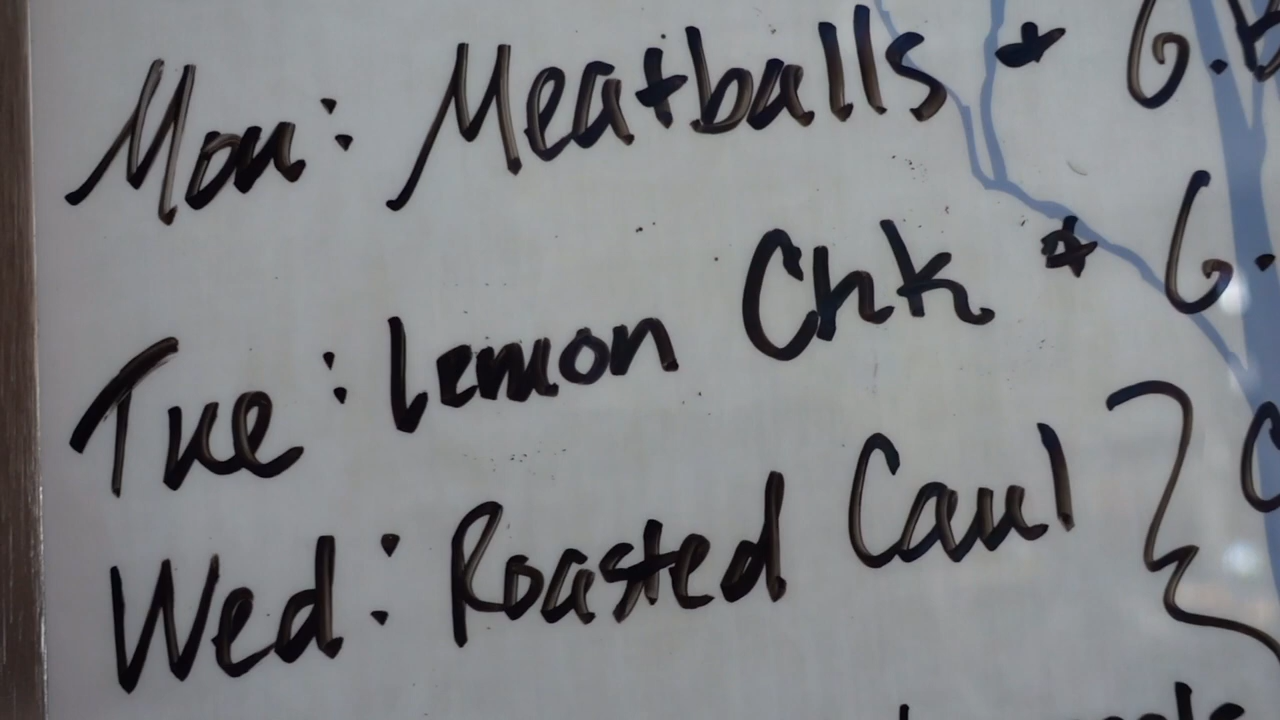 Mon: Meatballs * G.B
Tue: Lemon Chk * G.
Wed: Roasted Caul }